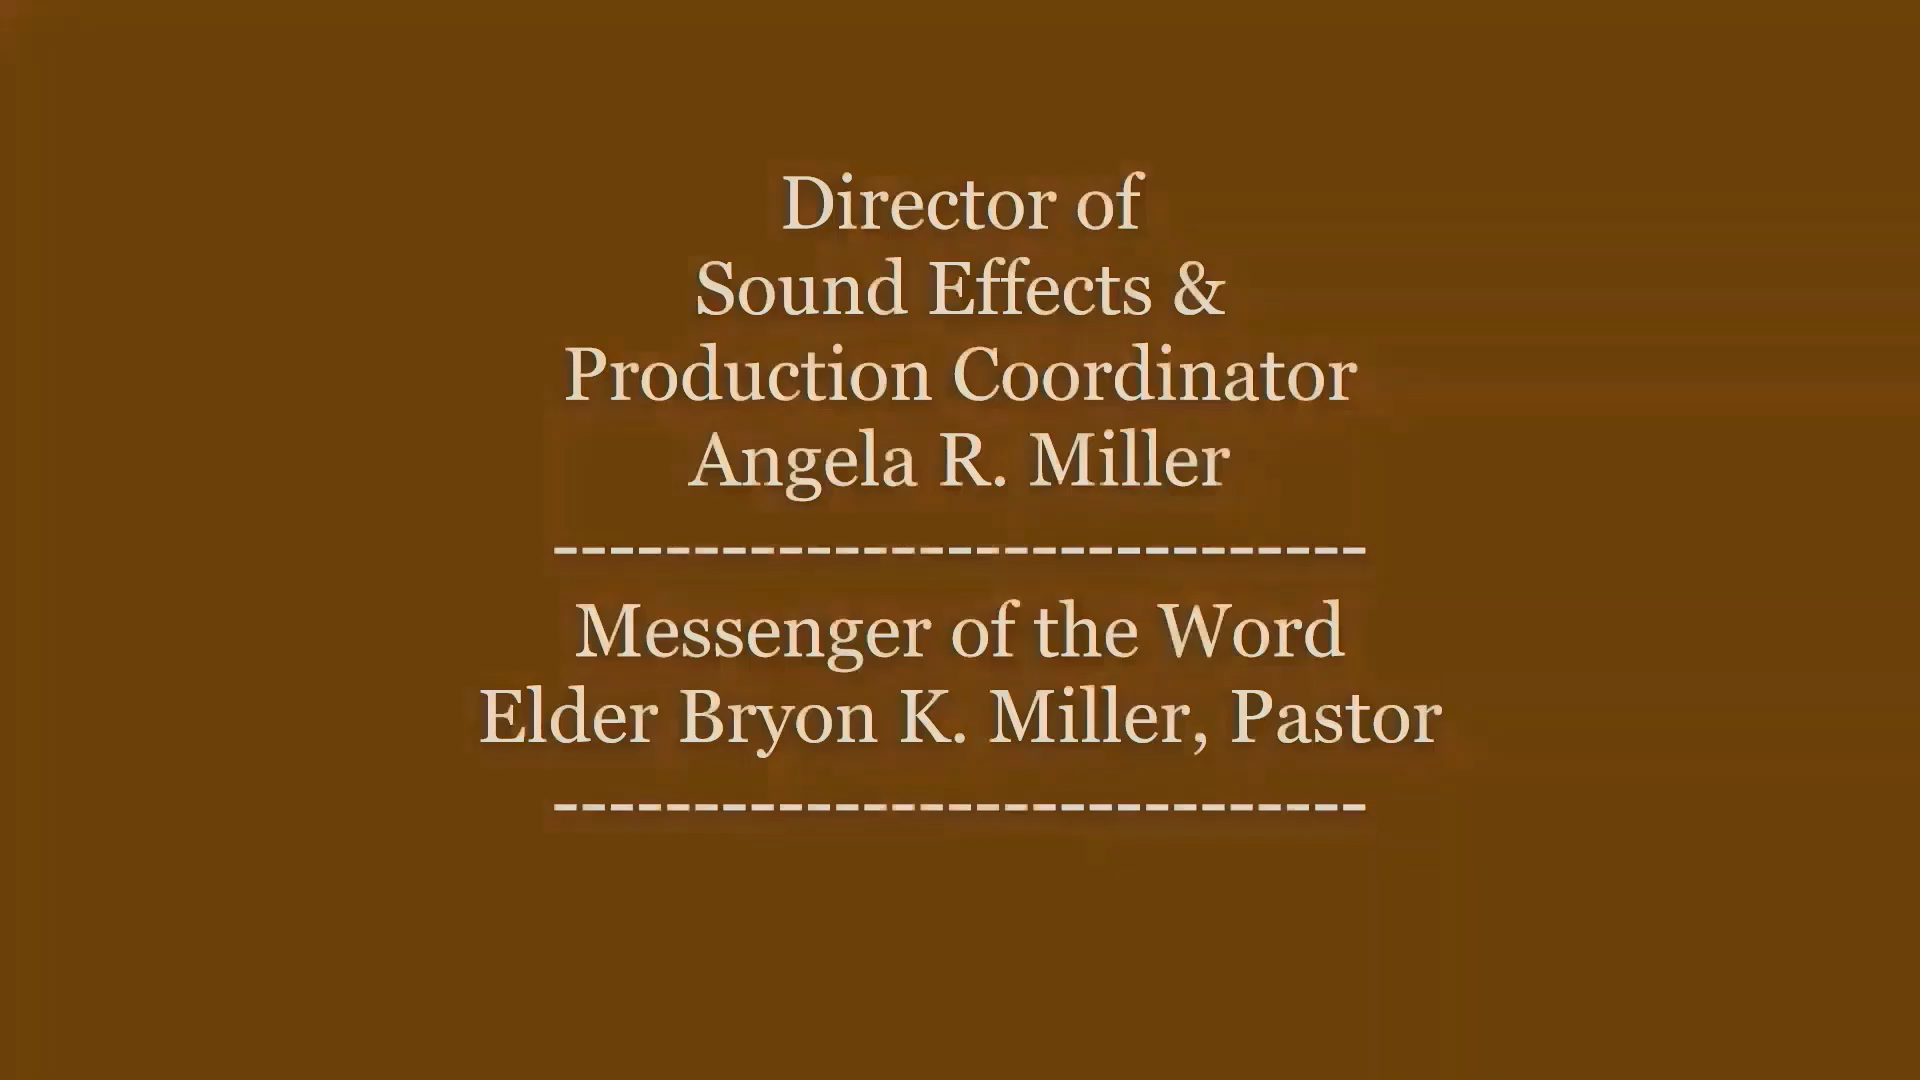 Director of
Sound Effects &
Production Coordinator
Angela R. Miller
-----------------------------
Messenger of the Word
Elder Bryon K. Miller, Pastor
-----------------------------